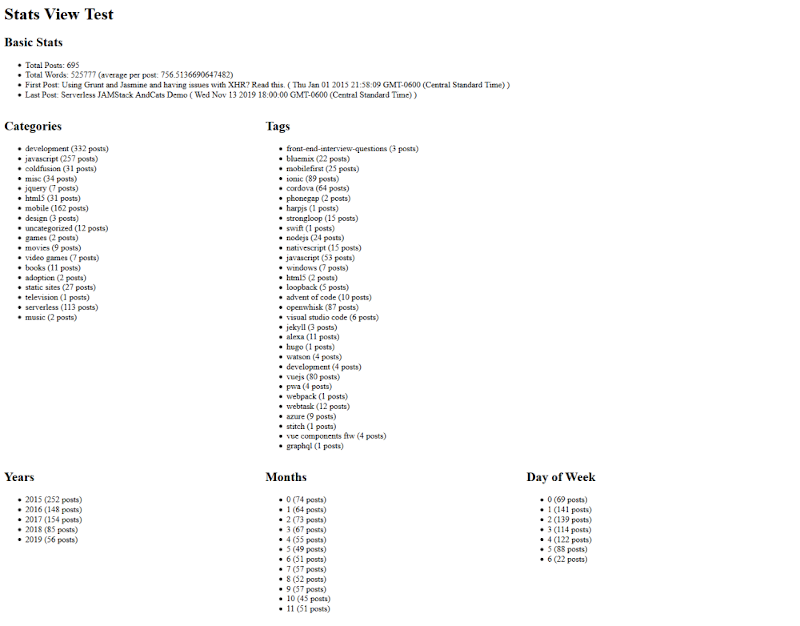 Stats View Test
Basic Stats
Total Posts: 695
Total Words: 525777 (average per post: 756.5136690647482)
First Post: Using Grunt and Jasmine and having issues with XHR? Read this. ( Thu Jan 01 2015 21:58:09 GMT-0600 (Central Standard Time) )
Last Post: Serverless JAMStack AndCats Demo ( Wed Nov 13 2019 18:00:00 GMT-0600 (Central Standard Time) )
Categories
development (332 posts)
javascript (257 posts)
coldfusion (31 posts)
misc (34 posts)
jquery (7 posts)
html5 (31 posts)
mobile (162 posts)
design (3 posts)
uncategorized (12 posts)
games (2 posts)
movies (9 posts)
video games (7 posts)
books (11 posts)
adoption (2 posts)
static sites (27 posts)
television (1 posts)
serverless (113 posts)
music (2 posts)
Tags
front-end-interview-questions (3 posts)
bluemix (22 posts)
mobilefirst (25 posts)
ionic (89 posts)
cordova (64 posts)
phonegap (2 posts)
harpjs (1 posts)
strongloop (15 posts)
swift (1 posts)
nodejs (24 posts)
nativescript (15 posts)
javascript (53 posts)
windows (7 posts)
html5 (2 posts)
loopback (5 posts)
advent of code (10 posts)
openwhisk (87 posts)
visual studio code (6 posts)
jekyll (3 posts)
alexa (11 posts)
hugo (1 posts)
watson (4 posts)
development (4 posts)
vuejs (80 posts)
pwa (4 posts)
webpack (1 posts)
webtask (12 posts)
azure (9 posts)
stitch (1 posts)
vue components ftw (4 posts)
graphql (1 posts)
Years
2015 (252 posts)
2016 (148 posts)
2017 (154 posts)
2018 (85 posts)
2019 (56 posts)
Months
0 (74 posts)
1 (64 posts)
2 (73 posts)
3 (67 posts)
4 (55 posts)
5 (49 posts)
6 (51 posts)
7 (57 posts)
8 (52 posts)
9 (57 posts)
10 (45 posts)
11 (51 posts)
Day of Week
0 (69 posts)
1 (141 posts)
2 (139 posts)
3 (114 posts)
4 (122 posts)
5 (88 posts)
6 (22 posts)